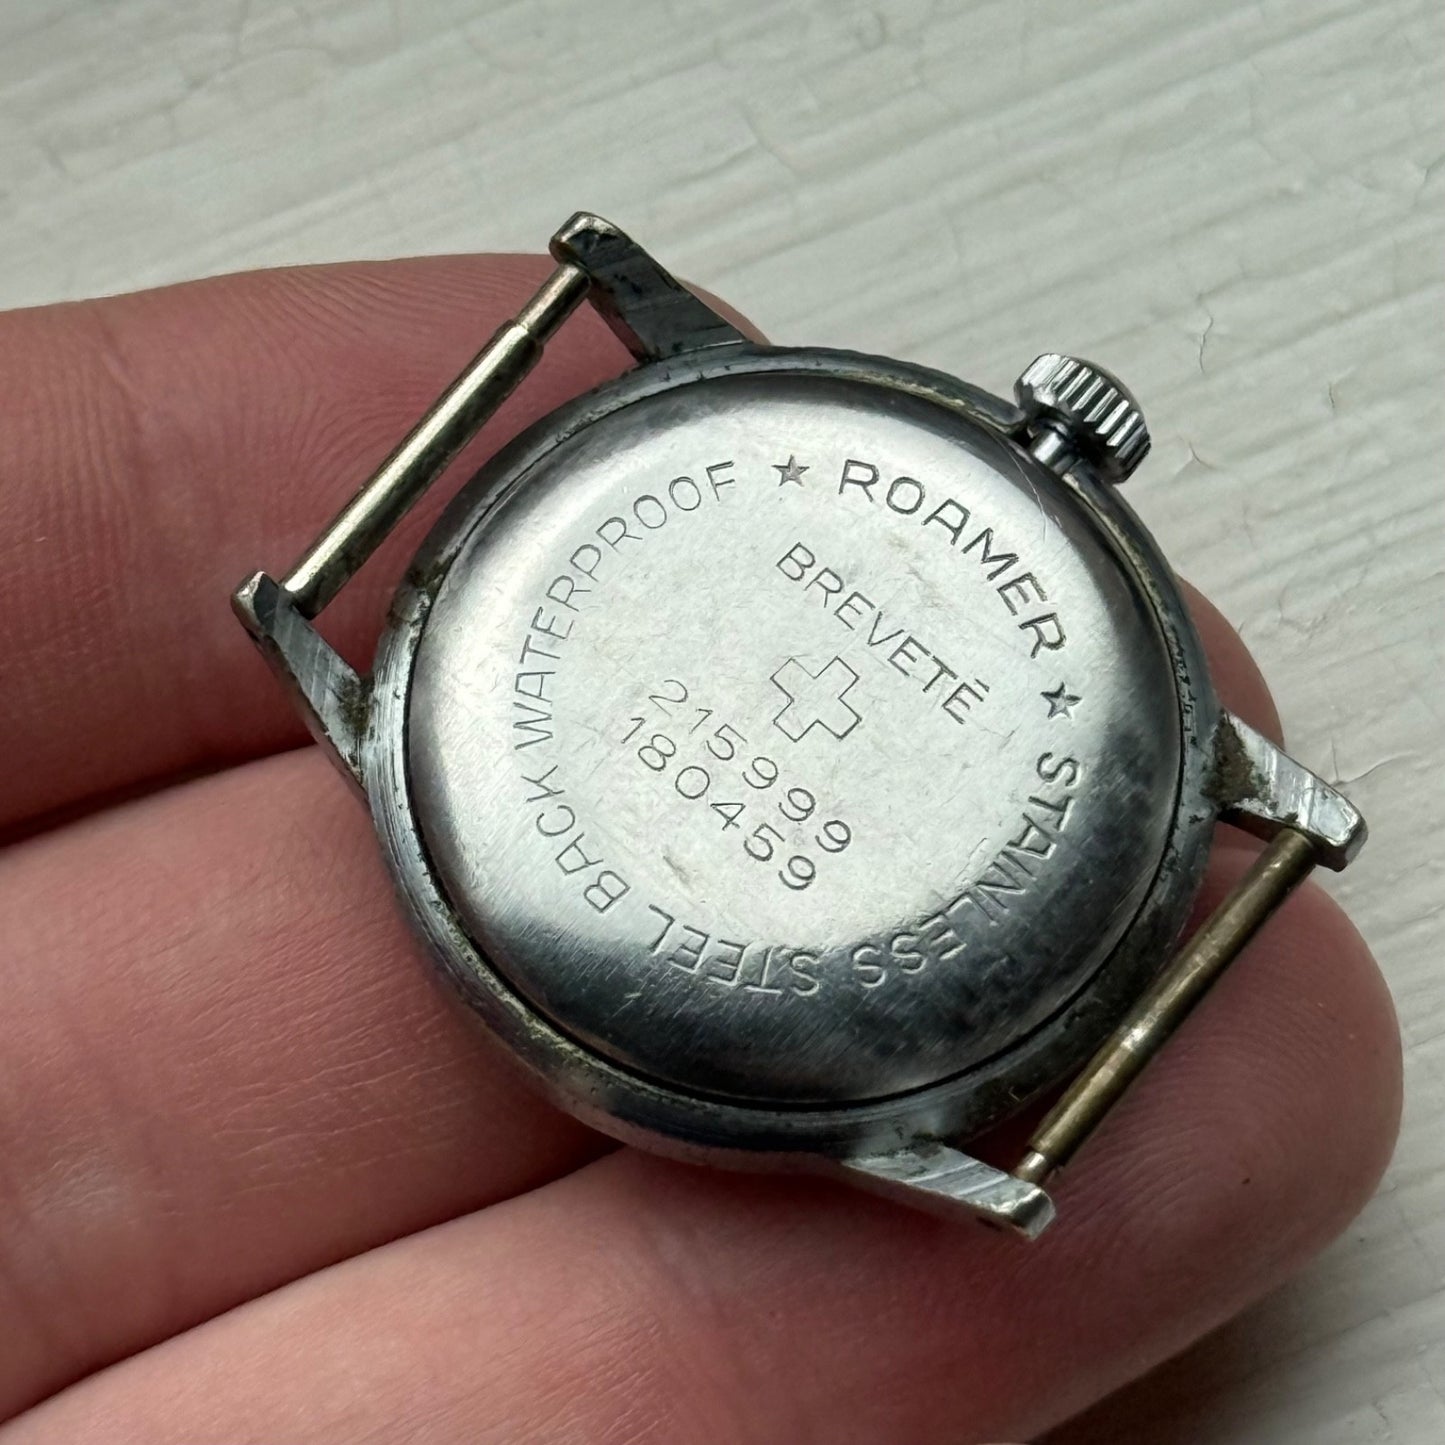 ★ ROAMER ★ STAINLESS STEEL BACK WATERPROOF
BREVETÉ
215999
180459